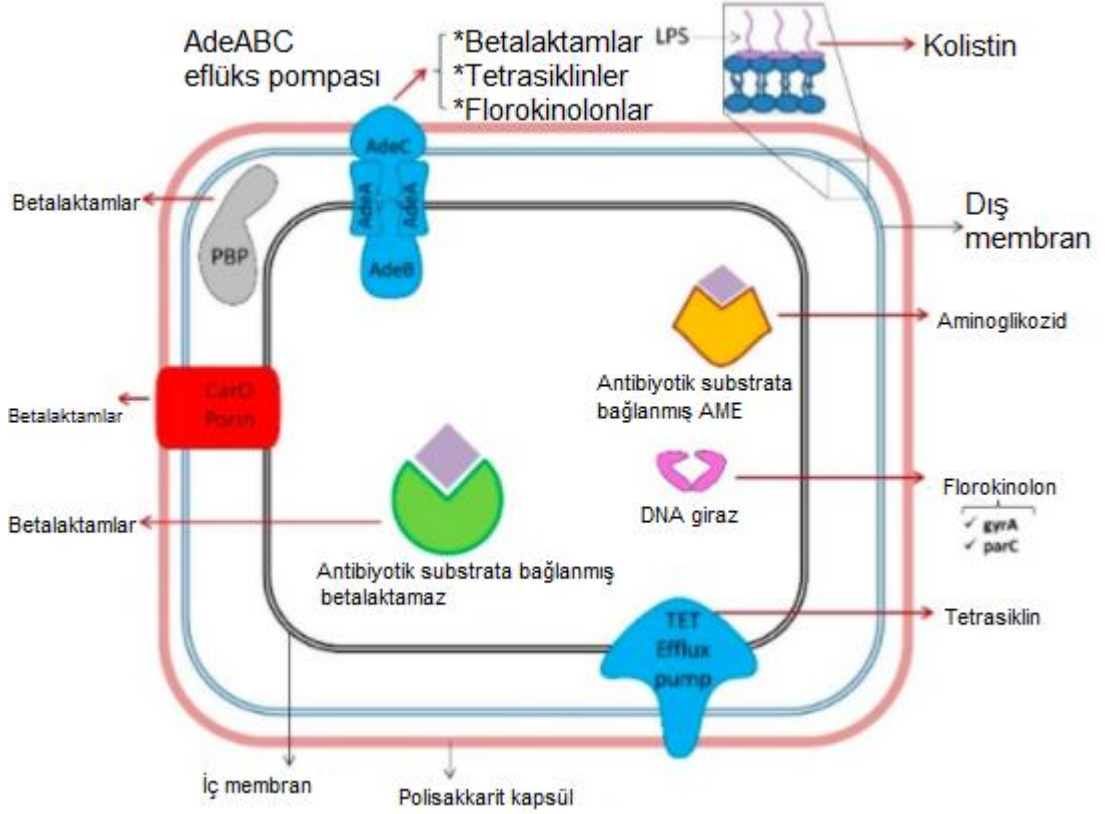 AdeABC
eflüks pompası
*Betalaktamlar
*Tetrasiklinler
*Florokinolonlar
LPS
Kolistin
AdeC
AdeA
AdeA
AdeB
Betalaktamlar
PBP
Dış
membran
Aminoglikozid
Antibiyotik substrata
bağlanmış AME
CarO
Porin
Betalaktamlar
DNA giraz
Florokinolon
✓ gyrA
✓ parC
Betalaktamlar
Antibiyotik substrata bağlanmış
betalaktamaz
TET
Efflux
pump
Tetrasiklin
İç membran
Polisakkarit kapsül